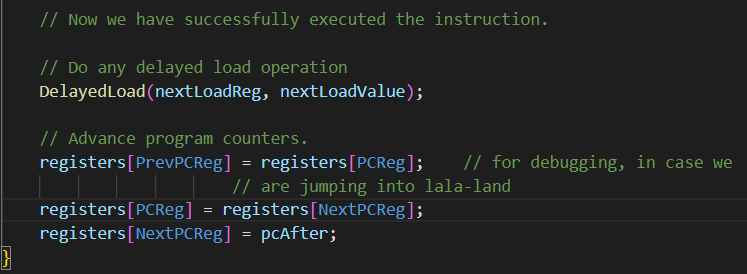 // Now we have successfully executed the instruction.
// Do any delayed load operation
DelayedLoad(nextLoadReg, nextLoadValue);
// Advance program counters.
registers[PrevPCReg] = registers[PCReg];    // for debugging, in case we
// are jumping into lala-land
registers[PCReg] = registers[NextPCReg];
registers[NextPCReg] = pcAfter;
}